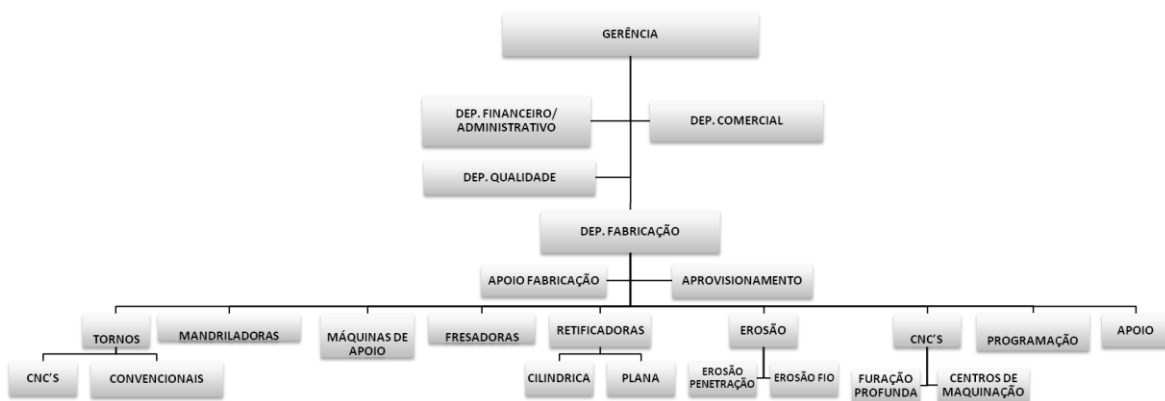 GERÊNCIA
DEP. FINANCEIRO/
ADMINISTRATIVO
DEP. COMERCIAL
DEP. QUALIDADE
DEP. FABRICAÇÃO
APOIO FABRICAÇÃO
APROVISIONAMENTO
TORNOS
MANDRILADORAS
MÁQUINAS DE
APOIO
FRESADORAS
RETIFICADORAS
EROSÃO
CNC'S
PROGRAMAÇÃO
APOIO
CNC'S
CONVENCIONAIS
CILINDRICA
PLANA
EROSÃO
PENETRAÇÃO
EROSÃO FIO
FURAÇÃO
PROFUNDA
CENTROS DE
MAQUINAÇÃO